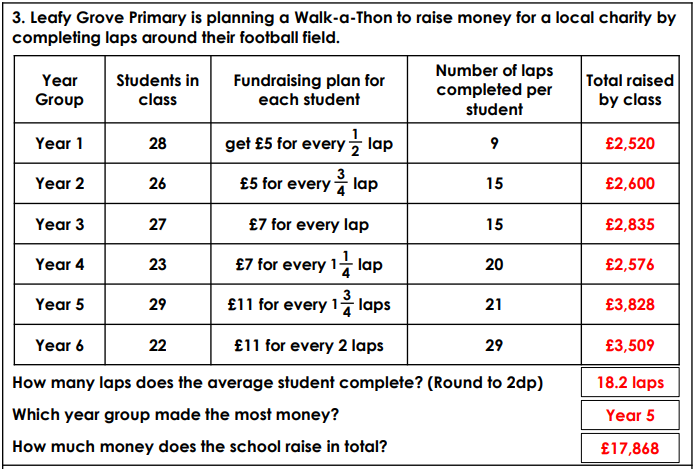 3. Leafy Grove Primary is planning a Walk-a-Thon to raise money for a local charity by
completing laps around their football field.
Year Group | Students in class | Fundraising plan for each student | Number of laps completed per student | Total raised by class
Year 1 | 28 | get £5 for every 1/2 lap | 9 | £2,520
Year 2 | 26 | £5 for every 3/4 lap | 15 | £2,600
Year 3 | 27 | £7 for every lap | 15 | £2,835
Year 4 | 23 | £7 for every 1 1/4 lap | 20 | £2,576
Year 5 | 29 | £11 for every 1 3/4 laps | 21 | £3,828
Year 6 | 22 | £11 for every 2 laps | 29 | £3,509
How many laps does the average student complete? (Round to 2dp) | 18.2 laps
Which year group made the most money? | Year 5
How much money does the school raise in total? | £17,868